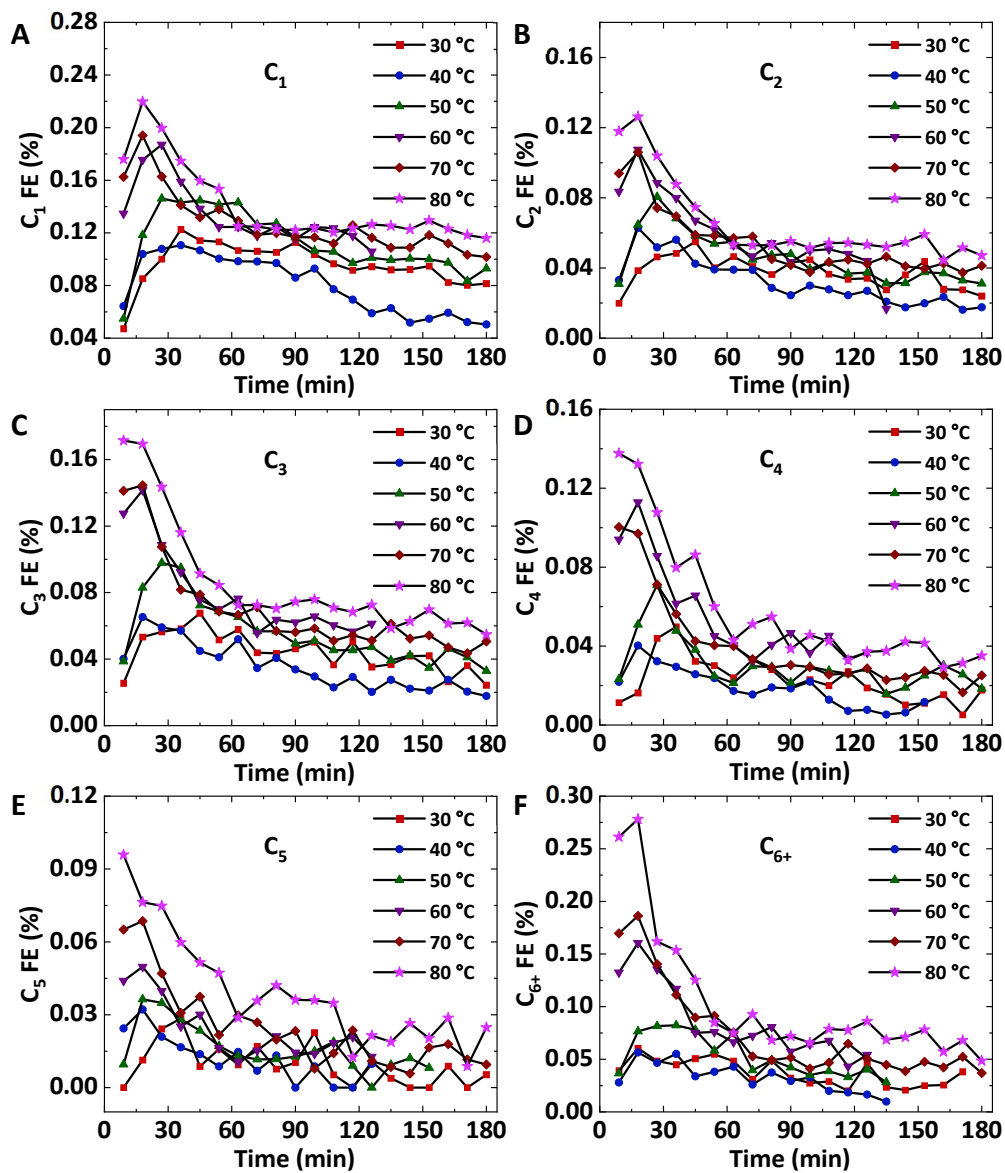 A
C1 FE (%)
0.28
0.24
0.20
0.16
0.12
0.08
0.04
C1
30 °C
40 °C
50 °C
60 °C
70 °C
80 °C
0 30 60 90 120 150 180
Time (min)
B
C2 FE (%)
0.16
0.12
0.08
0.04
0.00
C2
30 °C
40 °C
50 °C
60 °C
70 °C
80 °C
0 30 60 90 120 150 180
Time (min)
C
C3 FE (%)
0.16
0.12
0.08
0.04
0.00
C3
30 °C
40 °C
50 °C
60 °C
70 °C
80 °C
0 30 60 90 120 150 180
Time (min)
D
C4 FE (%)
0.16
0.12
0.08
0.04
0.00
C4
30 °C
40 °C
50 °C
60 °C
70 °C
80 °C
0 30 60 90 120 150 180
Time (min)
E
C5 FE (%)
0.12
0.09
0.06
0.03
0.00
C5
30 °C
40 °C
50 °C
60 °C
70 °C
80 °C
0 30 60 90 120 150 180
Time (min)
F
C6+ FE (%)
0.30
0.25
0.20
0.15
0.10
0.05
0.00
C6+
30 °C
40 °C
50 °C
60 °C
70 °C
80 °C
0 30 60 90 120 150 180
Time (min)